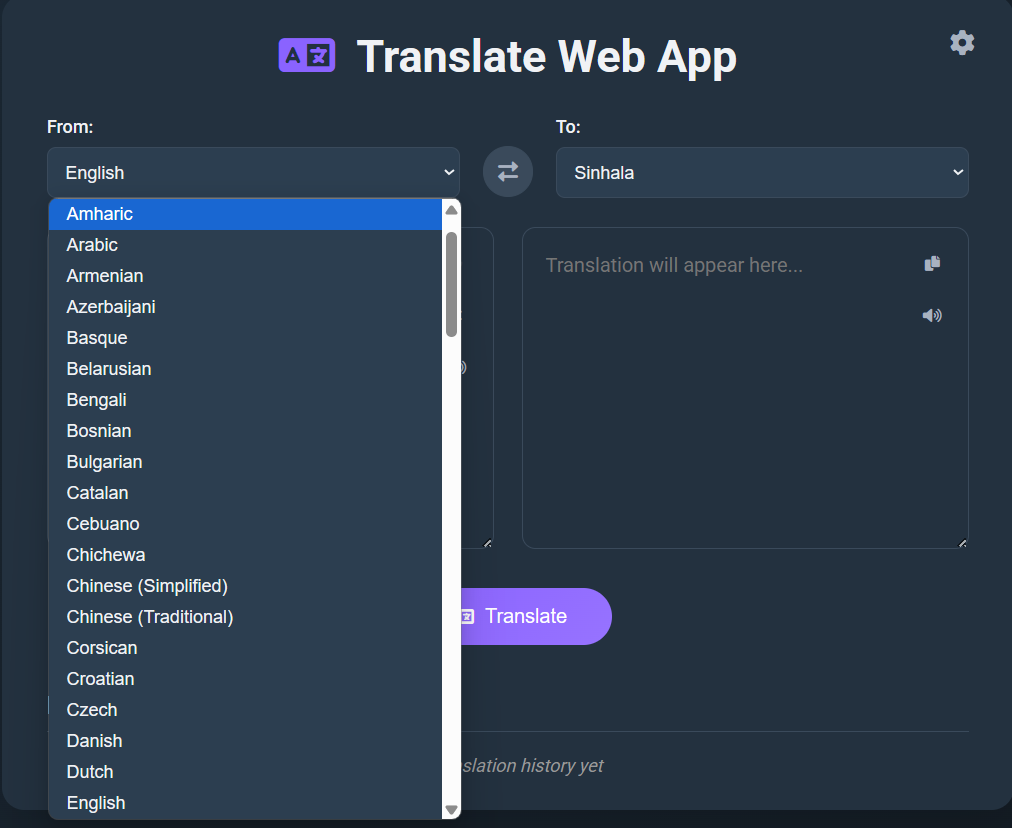 Translate Web App
From:
To:
English
Sinhala
Amharic
Arabic
Armenian
Azerbaijani
Basque
Belarusian
Bengali
Bosnian
Bulgarian
Catalan
Cebuano
Chichewa
Chinese (Simplified)
Chinese (Traditional)
Corsican
Croatian
Czech
Danish
Dutch
English
Translation will appear here...
Translate
slation history yet